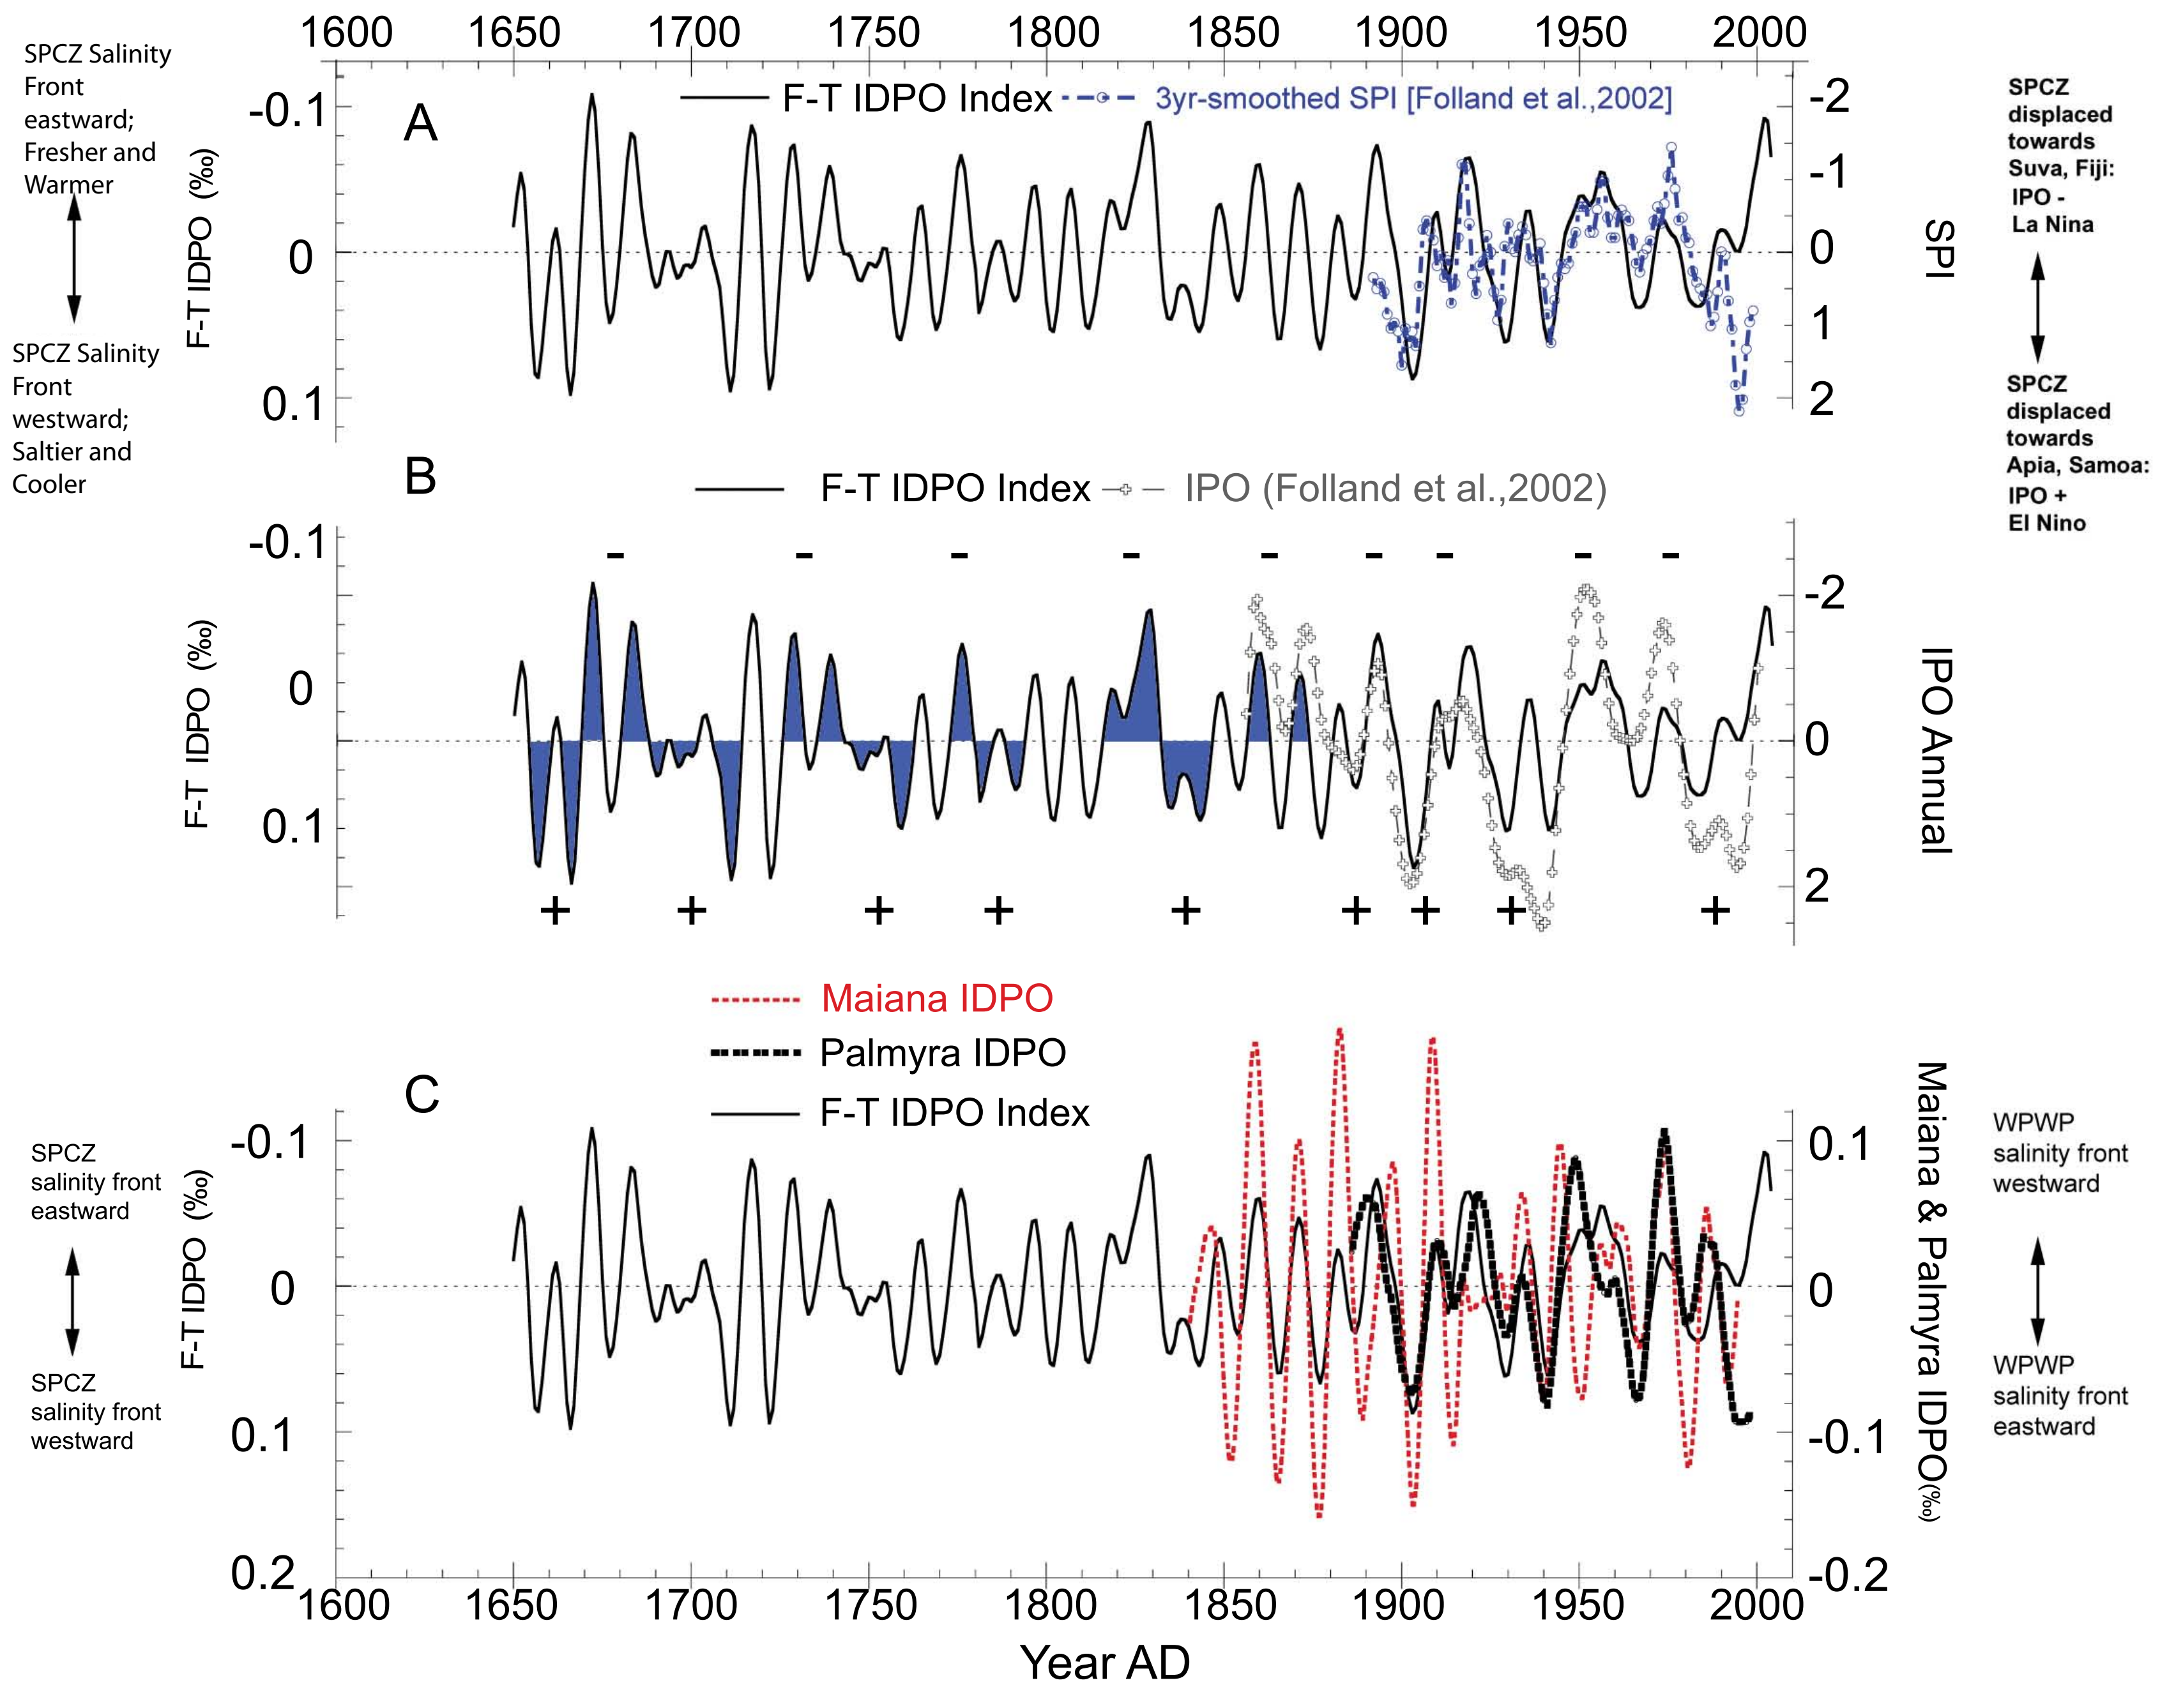 1600 1650 1700 1750 1800 1850 1900 1950 2000
SPCZ Salinity
Front
eastward;
Fresher and
Warmer
SPCZ Salinity
Front
westward;
Saltier and
Cooler
F-T IDPO (‰)
-0.1
0
0.1
A
F-T IDPO Index
3yr-smoothed SPI [Folland et al.,2002]
-2
-1
0
1
2
SPI
SPCZ
displaced
towards
Suva, Fiji:
IPO -
La Nina
SPCZ
displaced
towards
Apia, Samoa:
IPO +
El Nino
B
F-T IDPO Index
IPO (Folland et al.,2002)
F-T IDPO (‰)
-0.1
0
0.1
- - - - - - - - -
+ + + + + + + + +
-2
0
2
IPO Annual
Maiana IDPO
Palmyra IDPO
F-T IDPO Index
C
SPCZ
salinity front
eastward
SPCZ
salinity front
westward
F-T IDPO (‰)
-0.1
0
0.1
0.2
0.1
0
-0.1
-0.2
Maiana & Palmyra IDPO(‰)
WPWP
salinity front
westward
WPWP
salinity front
eastward
1600 1650 1700 1750 1800 1850 1900 1950 2000
Year AD